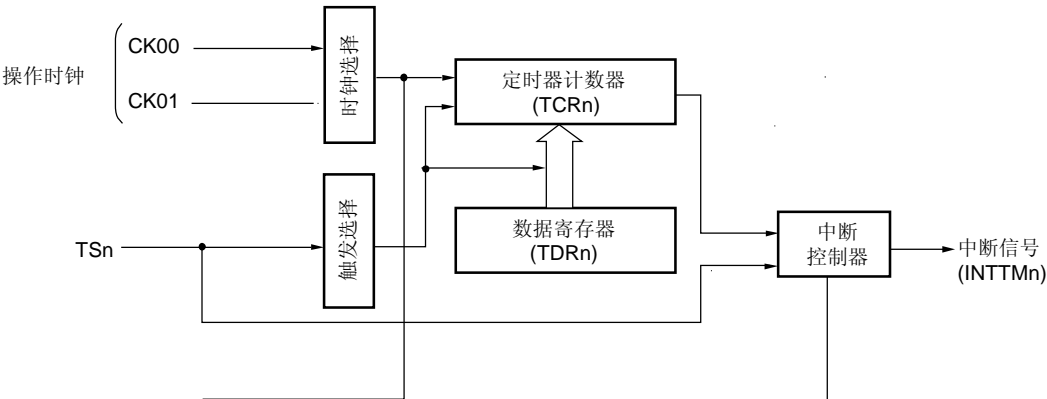 操作时钟
CK00
CK01
时钟选择
定时器计数器
(TCRn)
TSn
触发选择
数据寄存器
(TDRn)
中断
控制器
中断信号
(INTTMn)